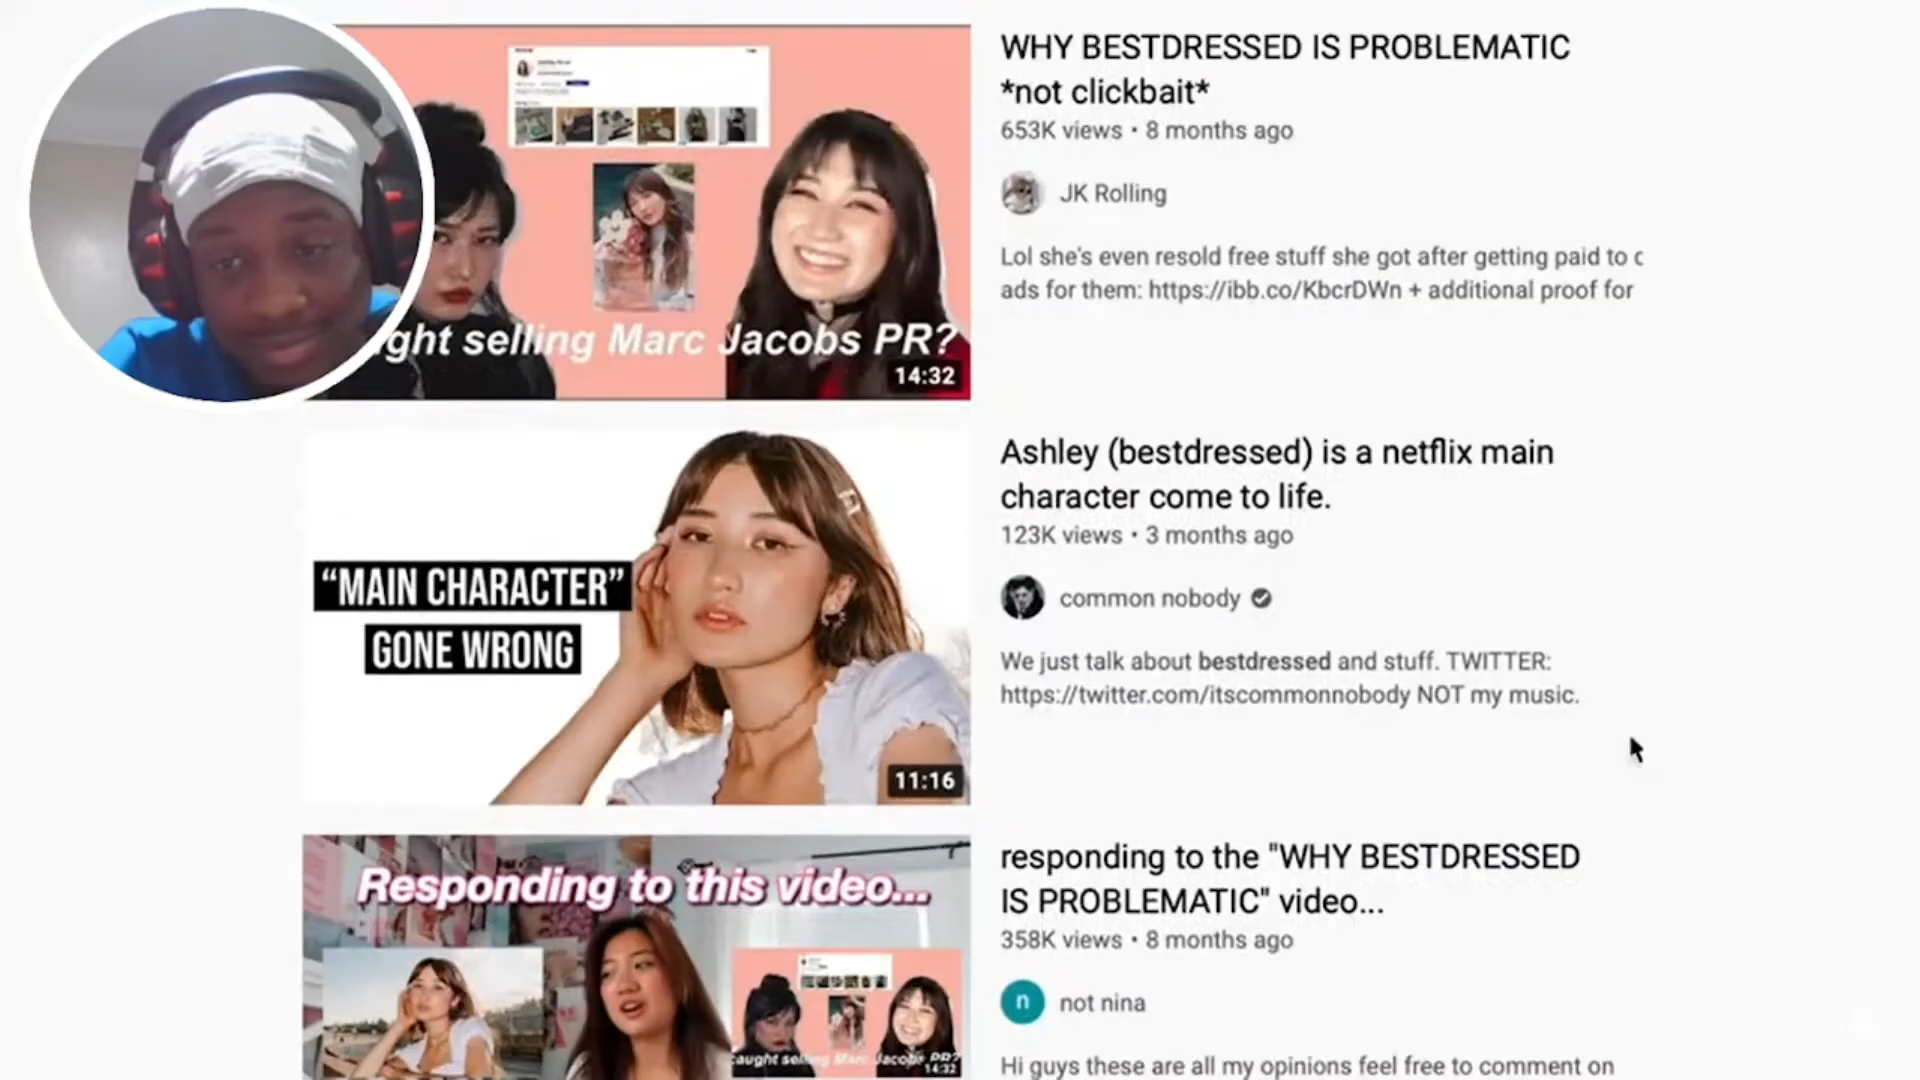 WHY BESTDRESSED IS PROBLEMATIC
*not clickbait*
653K views • 8 months ago
JK Rolling
Lol she's even resold free stuff she got after getting paid to c
ads for them: https://ibb.co/KbcrDWn + additional proof for
ght selling Marc Jacobs PR?
14:32
Ashley (bestdressed) is a netflix main
character come to life.
123K views • 3 months ago
common nobody
We just talk about bestdressed and stuff. TWITTER:
https://twitter.com/itscommonnobody NOT my music.
"MAIN CHARACTER"
GONE WRONG
11:16
responding to the "WHY BESTDRESSED
IS PROBLEMATIC" video...
358K views • 8 months ago
n
not nina
Hi guys these are all my opinions feel free to comment on
Responding to this video...
caught selling Marc Jacobs PR?
14:32